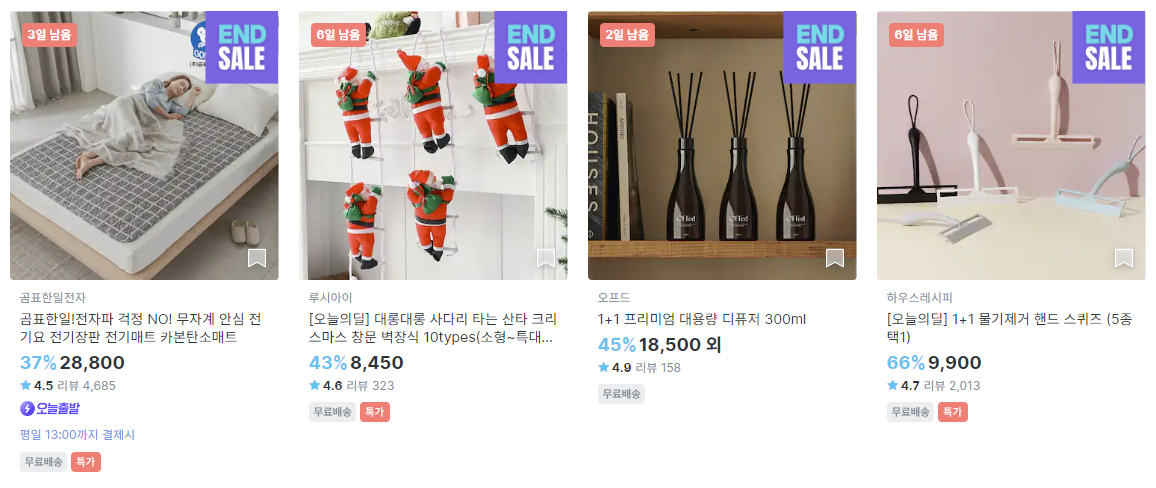 3일 남음
END
SALE
곰표한일전자
곰표한일!전자파 걱정 NO! 무자계 안심 전
기요 전기장판 전기매트 카본탄소매트
37% 28,800
4.5 리뷰 4,685
오늘출발
평일 13:00까지 결제시
무료배송 특가
6일 남음
END
SALE
루시아이
[오늘의딜] 대롱대롱 사다리 타는 산타 크리
스마스 창문 벽장식 10types(소형~특대...
43% 8,450
4.6 리뷰 323
무료배송 특가
2일 남음
END
SALE
HOUSES
Offed
Offed
Offed
오프드
1+1 프리미엄 대용량 디퓨저 300ml
45% 18,500 외
4.9 리뷰 158
무료배송
6일 남음
END
SALE
하우스레시피
[오늘의딜] 1+1 물기제거 핸드 스퀴즈 (5종
택1)
66% 9,900
4.7 리뷰 2,013
무료배송 특가